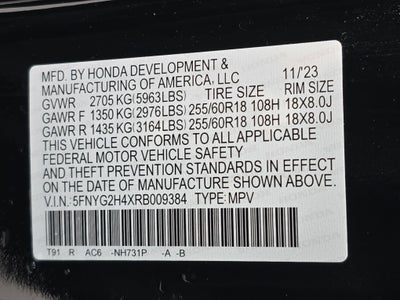 MFD. BY HONDA DEVELOPMENT &
MANUFACTURING OF AMERICA, LLC 11/'23
GVWR 2705 KG (5963LBS) TIRE SIZE RIM SIZE
GAWR F 1350 KG (2976LBS) 255/60R18 108H 18X8.0J
GAWR R 1435 KG (3164LBS) 255/60R18 108H 18X8.0J
THIS VEHICLE CONFORMS TO ALL APPLICABLE
FEDERAL MOTOR VEHICLE SAFETY
AND THEFT PREVENTION STANDARDS IN EFFECT
ON THE DATE OF MANUFACTURE SHOWN ABOVE.
V.I.N. 5FNYG2H4XRB009384 TYPE: MPV
T91 R AC6 -NH731P -A -B